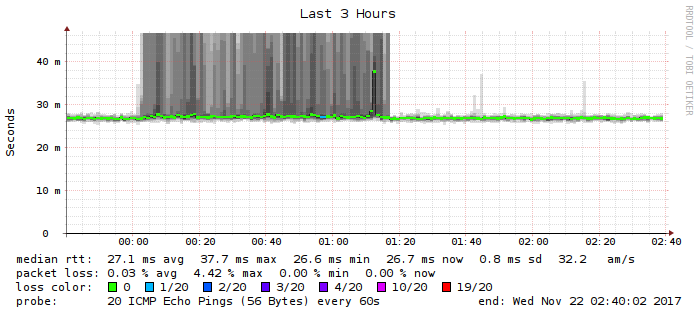 Last 3 Hours
RRDTOOL / TOBI OETIKER
Seconds
40 m
30 m
20 m
10 m
0
00:00 00:20 00:40 01:00 01:20 01:40 02:00 02:20 02:40
median rtt: 27.1 ms avg 37.7 ms max 26.6 ms min 26.7 ms now 0.8 ms sd 32.2 am/s
packet loss: 0.03 % avg 4.42 % max 0.00 % min 0.00 % now
loss color: 0 1/20 2/20 3/20 4/20 10/20 19/20
probe: 20 ICMP Echo Pings (56 Bytes) every 60s end: Wed Nov 22 02:40:02 2017